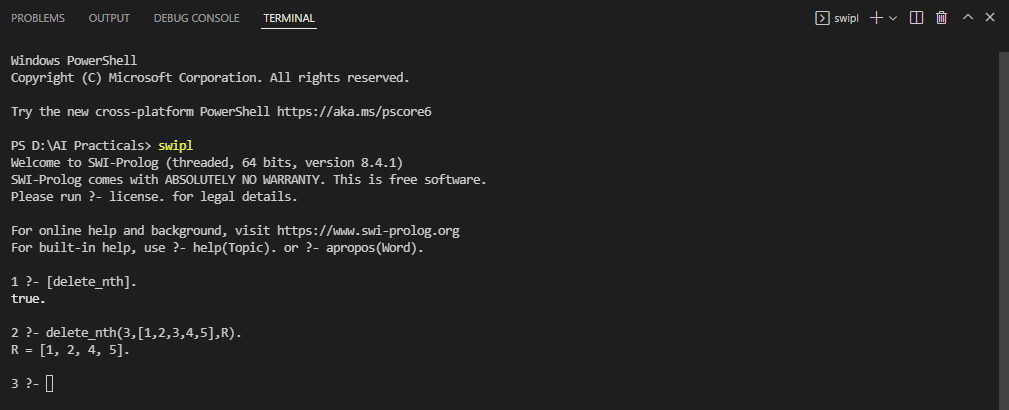 PROBLEMS OUTPUT DEBUG CONSOLE TERMINAL swipl
Windows PowerShell
Copyright (C) Microsoft Corporation. All rights reserved.
Try the new cross-platform PowerShell https://aka.ms/pscore6
PS D:\AI Practicals> swipl
Welcome to SWI-Prolog (threaded, 64 bits, version 8.4.1)
SWI-Prolog comes with ABSOLUTELY NO WARRANTY. This is free software.
Please run ?- license. for legal details.
For online help and background, visit https://www.swi-prolog.org
For built-in help, use ?- help(Topic). or ?- apropos(Word).
1 ?- [delete_nth].
true.
2 ?- delete_nth(3,[1,2,3,4,5],R).
R = [1, 2, 4, 5].
3 ?-